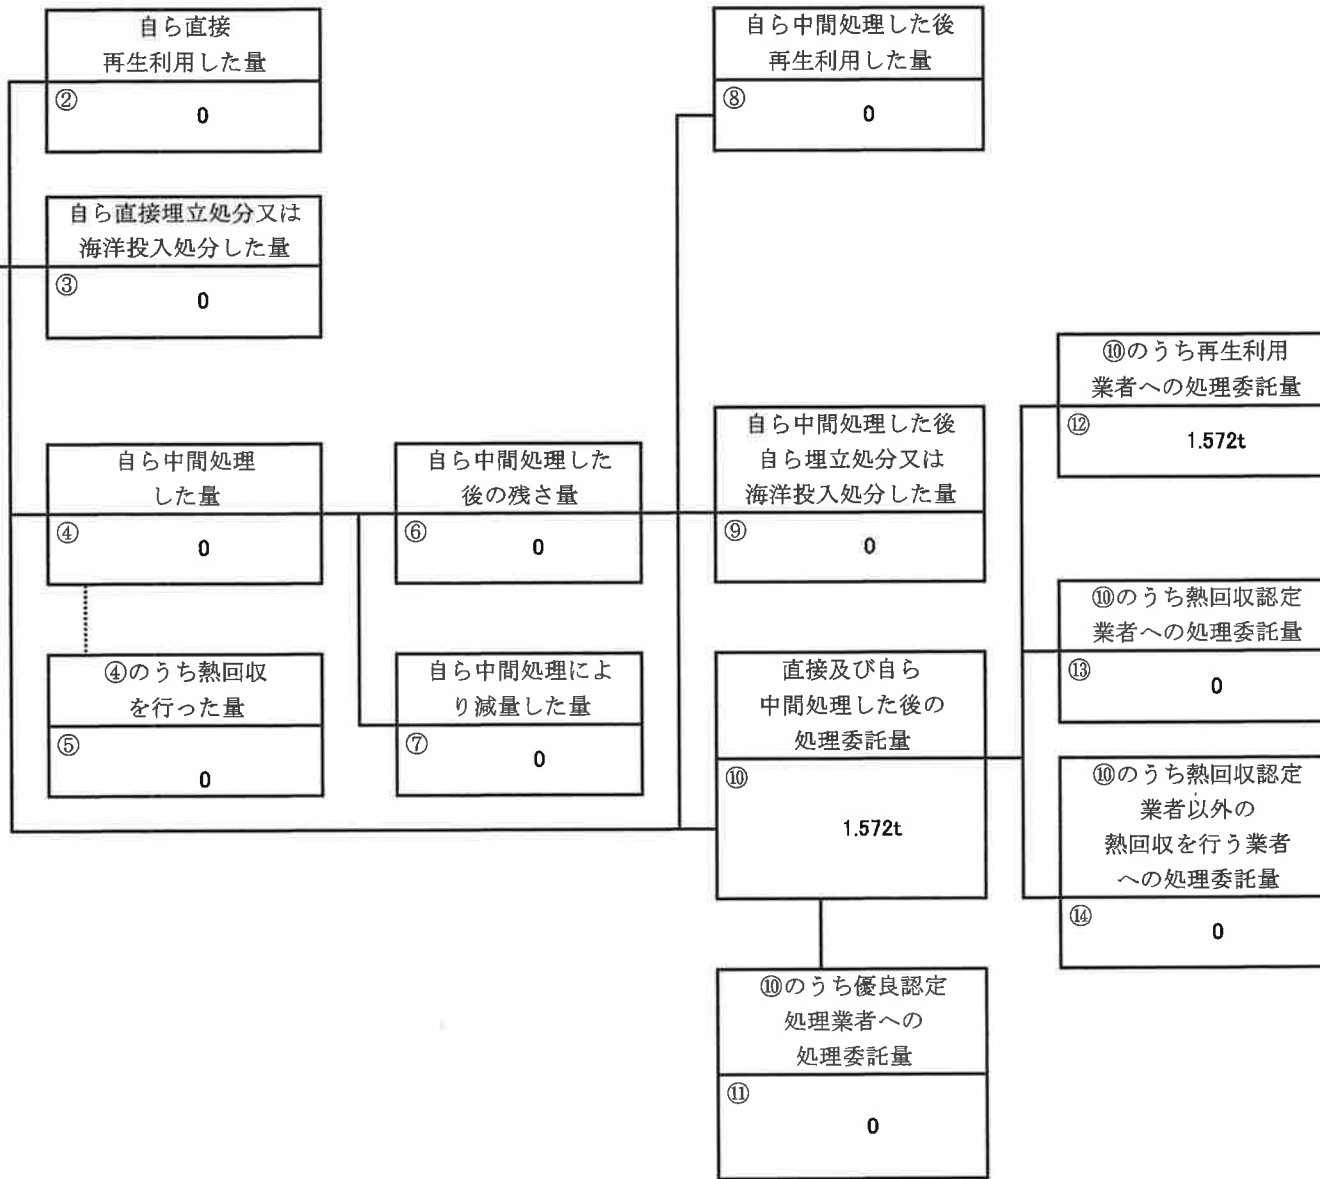 自ら直接
再生利用した量
②
0
自ら直接埋立処分又は
海洋投入処分した量
③
0
自ら中間処理
した量
④
0
④のうち熱回収
を行った量
⑤
0
自ら中間処理した
後の残さ量
⑥
0
自ら中間処理によ
り減量した量
⑦
0
自ら中間処理した後
再生利用した量
⑧
0
自ら中間処理した後
自ら埋立処分又は
海洋投入処分した量
⑨
0
直接及び自ら
中間処理した後の
処理委託量
⑩
1.572t
⑩のうち優良認定
処理業者への
処理委託量
⑪
0
⑩のうち再生利用
業者への処理委託量
⑫
1.572t
⑩のうち熱回収認定
業者への処理委託量
⑬
0
⑩のうち熱回収認定
業者以外の
熱回収を行う業者
への処理委託量
⑭
0